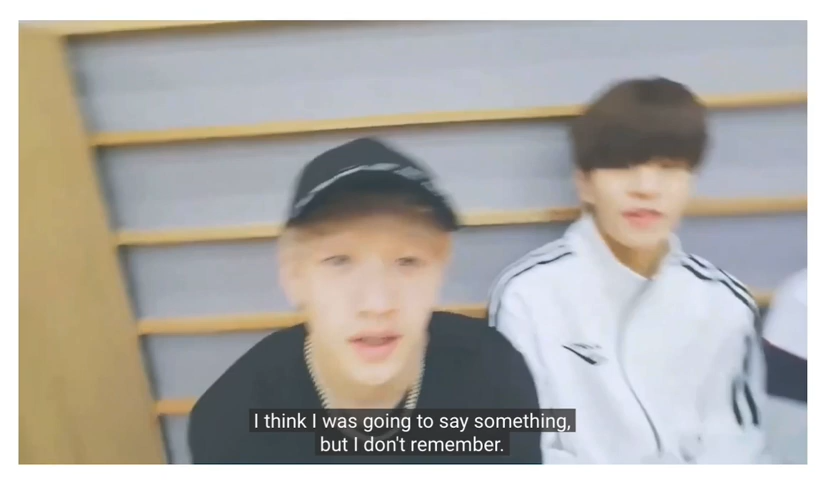 I think I was going to say something,
but I don't remember.